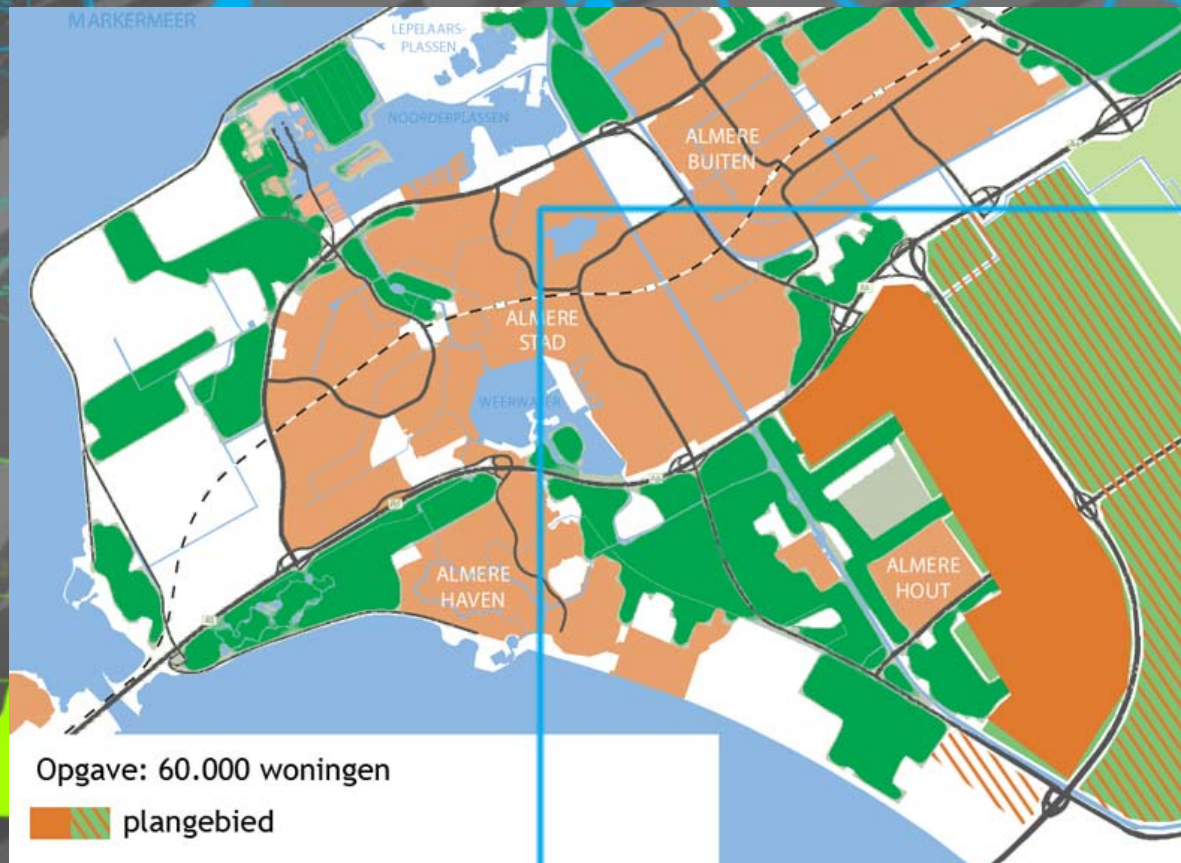 MARKERMEER
LEPELAARS-
PLASSEN
NOORDERPLASSEN
ALMERE
BUITEN
ALMERE
STAD
WEERWATER
ALMERE
HAVEN
ALMERE
HOUT
Opgave: 60.000 woningen
plangebied